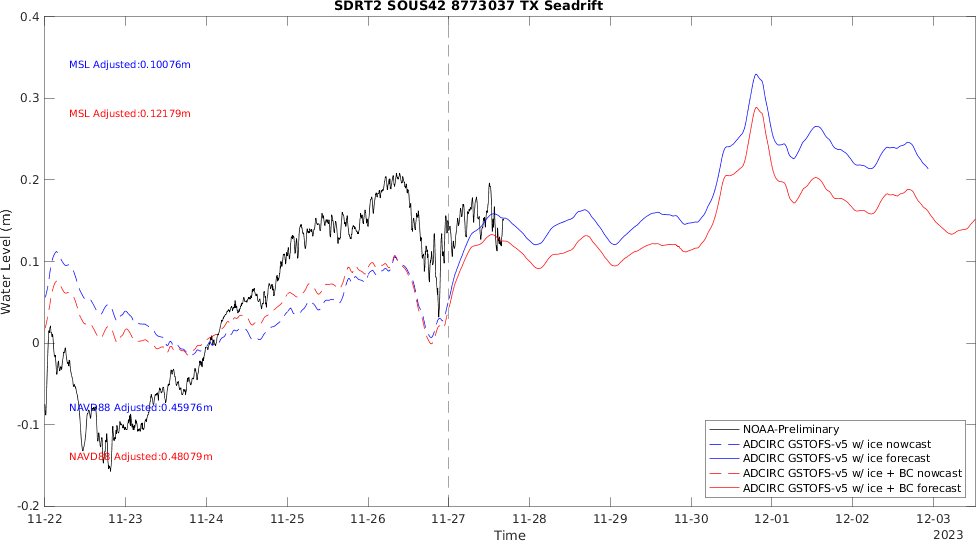 SDRT2 SOUS42 8773037 TX Seadrift
0.4
0.3
0.2
0.1
0
-0.1
-0.2
Water Level (m)
MSL Adjusted:0.10076m
MSL Adjusted:0.12179m
NAVD88 Adjusted:0.45976m
NAVD88 Adjusted:0.48079m
NOAA-Preliminary
ADCIRC GSTOFS-v5 w/ ice nowcast
ADCIRC GSTOFS-v5 w/ ice forecast
ADCIRC GSTOFS-v5 w/ ice + BC nowcast
ADCIRC GSTOFS-v5 w/ ice + BC forecast
11-22 11-23 11-24 11-25 11-26 11-27 11-28 11-29 11-30 12-01 12-02 12-03
Time
2023